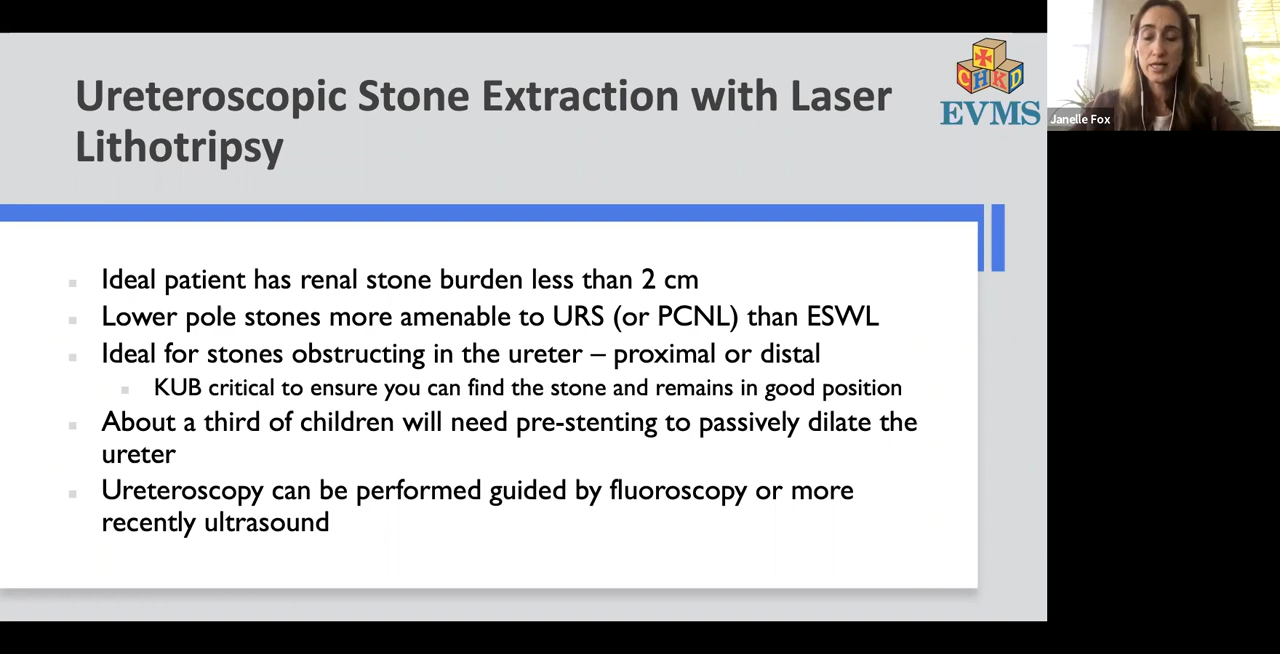 Ureteroscopic Stone Extraction with Laser
Lithotripsy
CHKD
EVMS
Janelle Fox
Ideal patient has renal stone burden less than 2 cm
Lower pole stones more amenable to URS (or PCNL) than ESWL
Ideal for stones obstructing in the ureter – proximal or distal
KUB critical to ensure you can find the stone and remains in good position
About a third of children will need pre-stenting to passively dilate the
ureter
Ureteroscopy can be performed guided by fluoroscopy or more
recently ultrasound